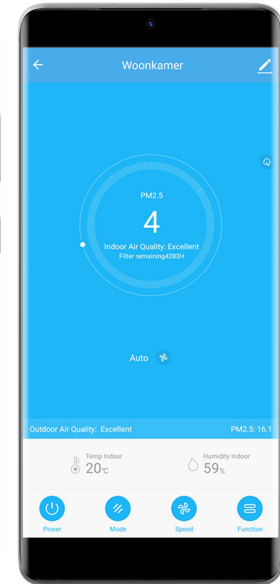 Woonkamer
PM2.5
4
Indoor Air Quality: Excellent
Filter remaining4283H
Auto
Outdoor Air Quality: Excellent PM2.5: 16.1
Temp Indoor
20℃
Humidity Indoor
59%
Power Mode Speed Function